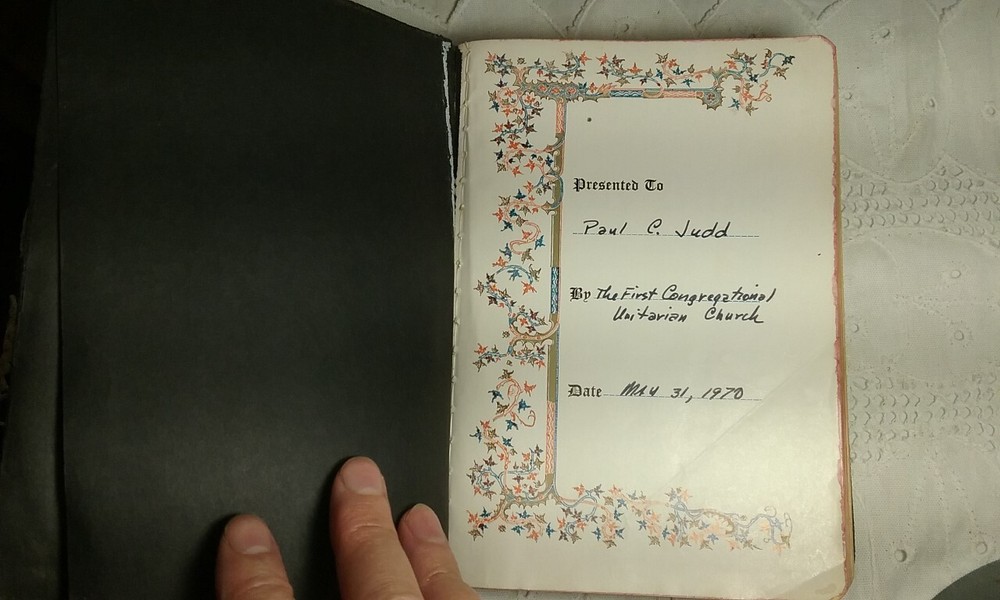 Presented To
Paul C. Judd
By The First Congregational
Unitarian Church
Date May 31, 1970